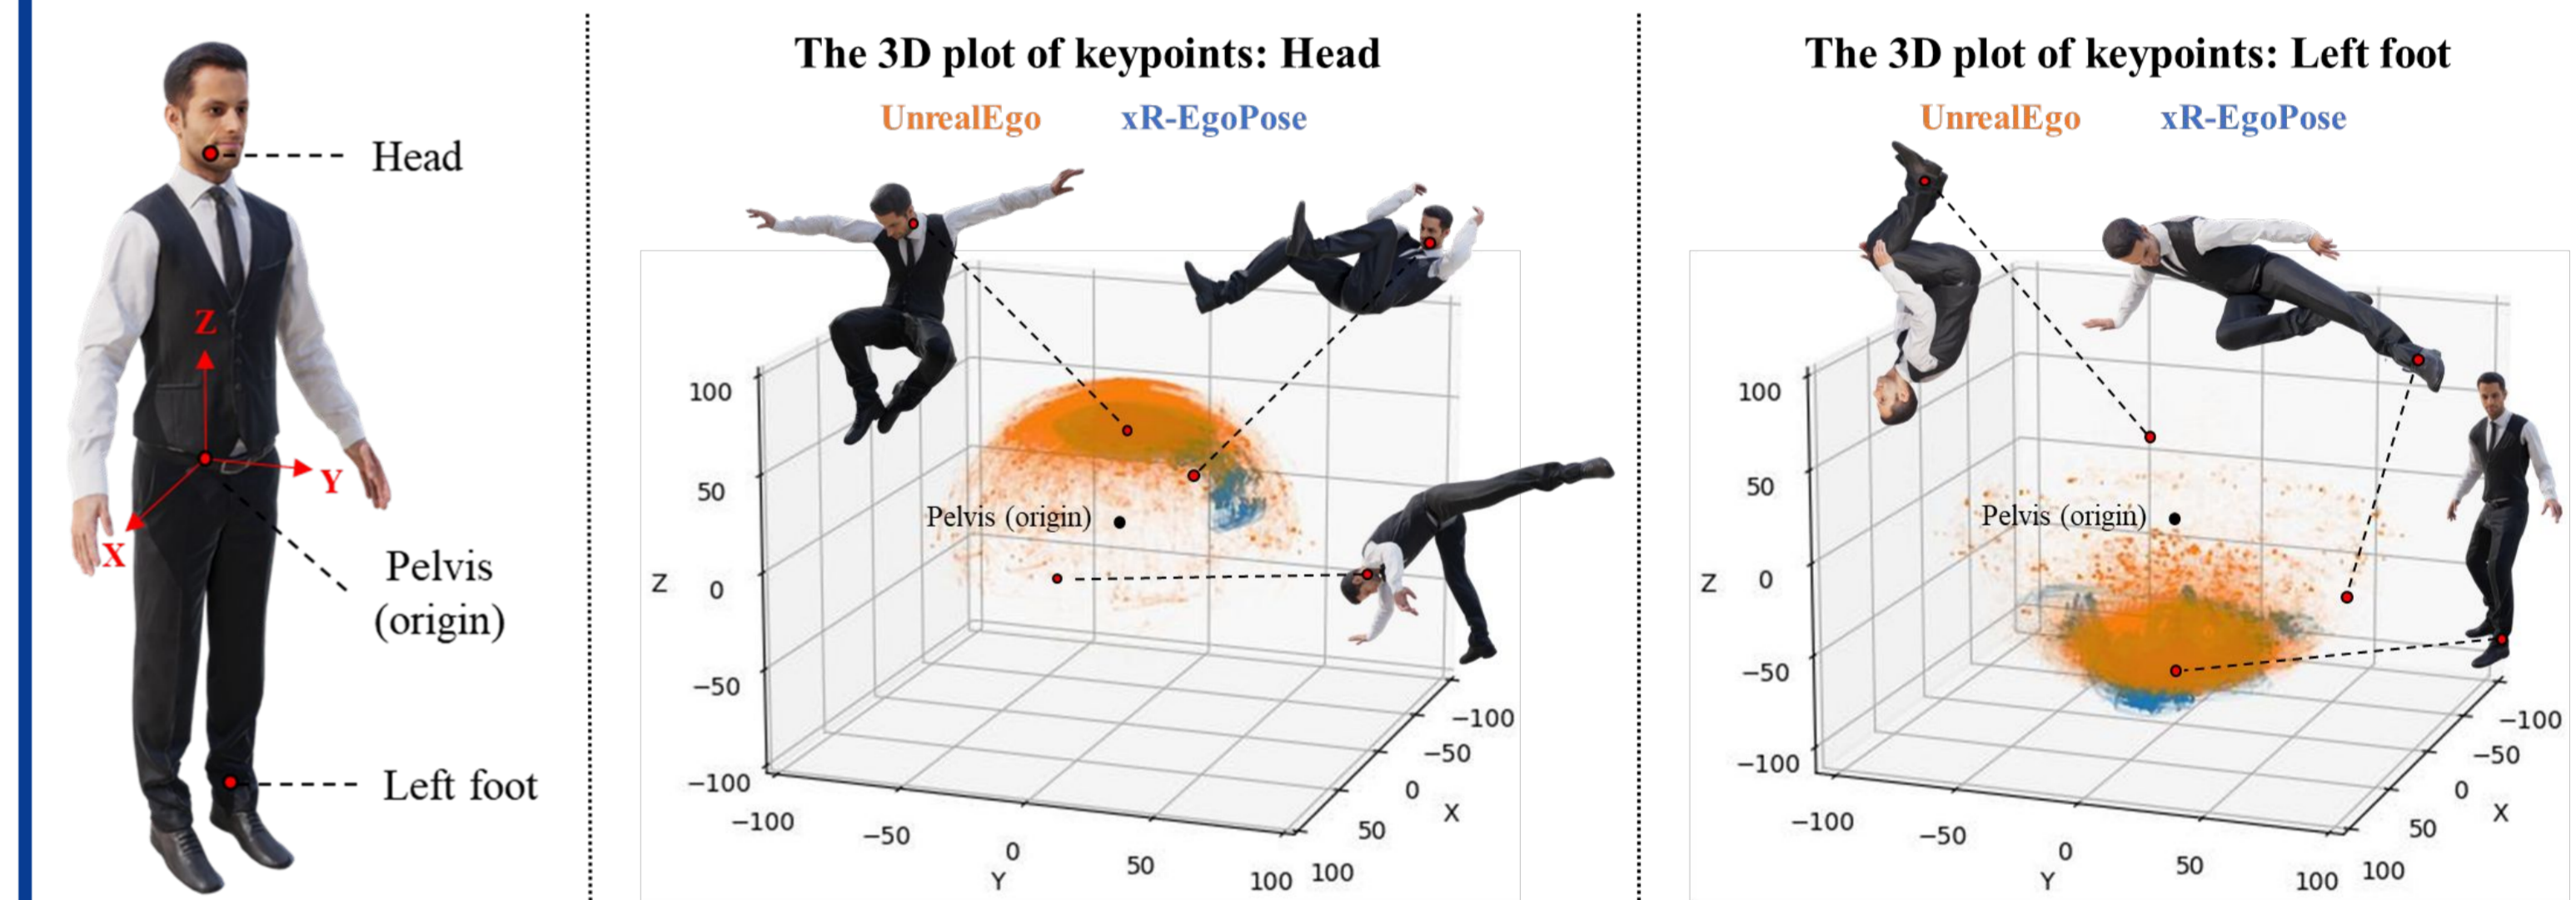 Head
Z
Y
X
Pelvis
(origin)
Left foot
The 3D plot of keypoints: Head
UnrealEgo xR-EgoPose
Pelvis (origin)
100
50
Z 0
−50
−100
−100
−50
0
50
100
Y
−100
−50
0
50
100
X
The 3D plot of keypoints: Left foot
UnrealEgo xR-EgoPose
Pelvis (origin)
100
50
Z 0
−50
−100
−100
−50
0
50
100
Y
−100
−50
0
50
100
X